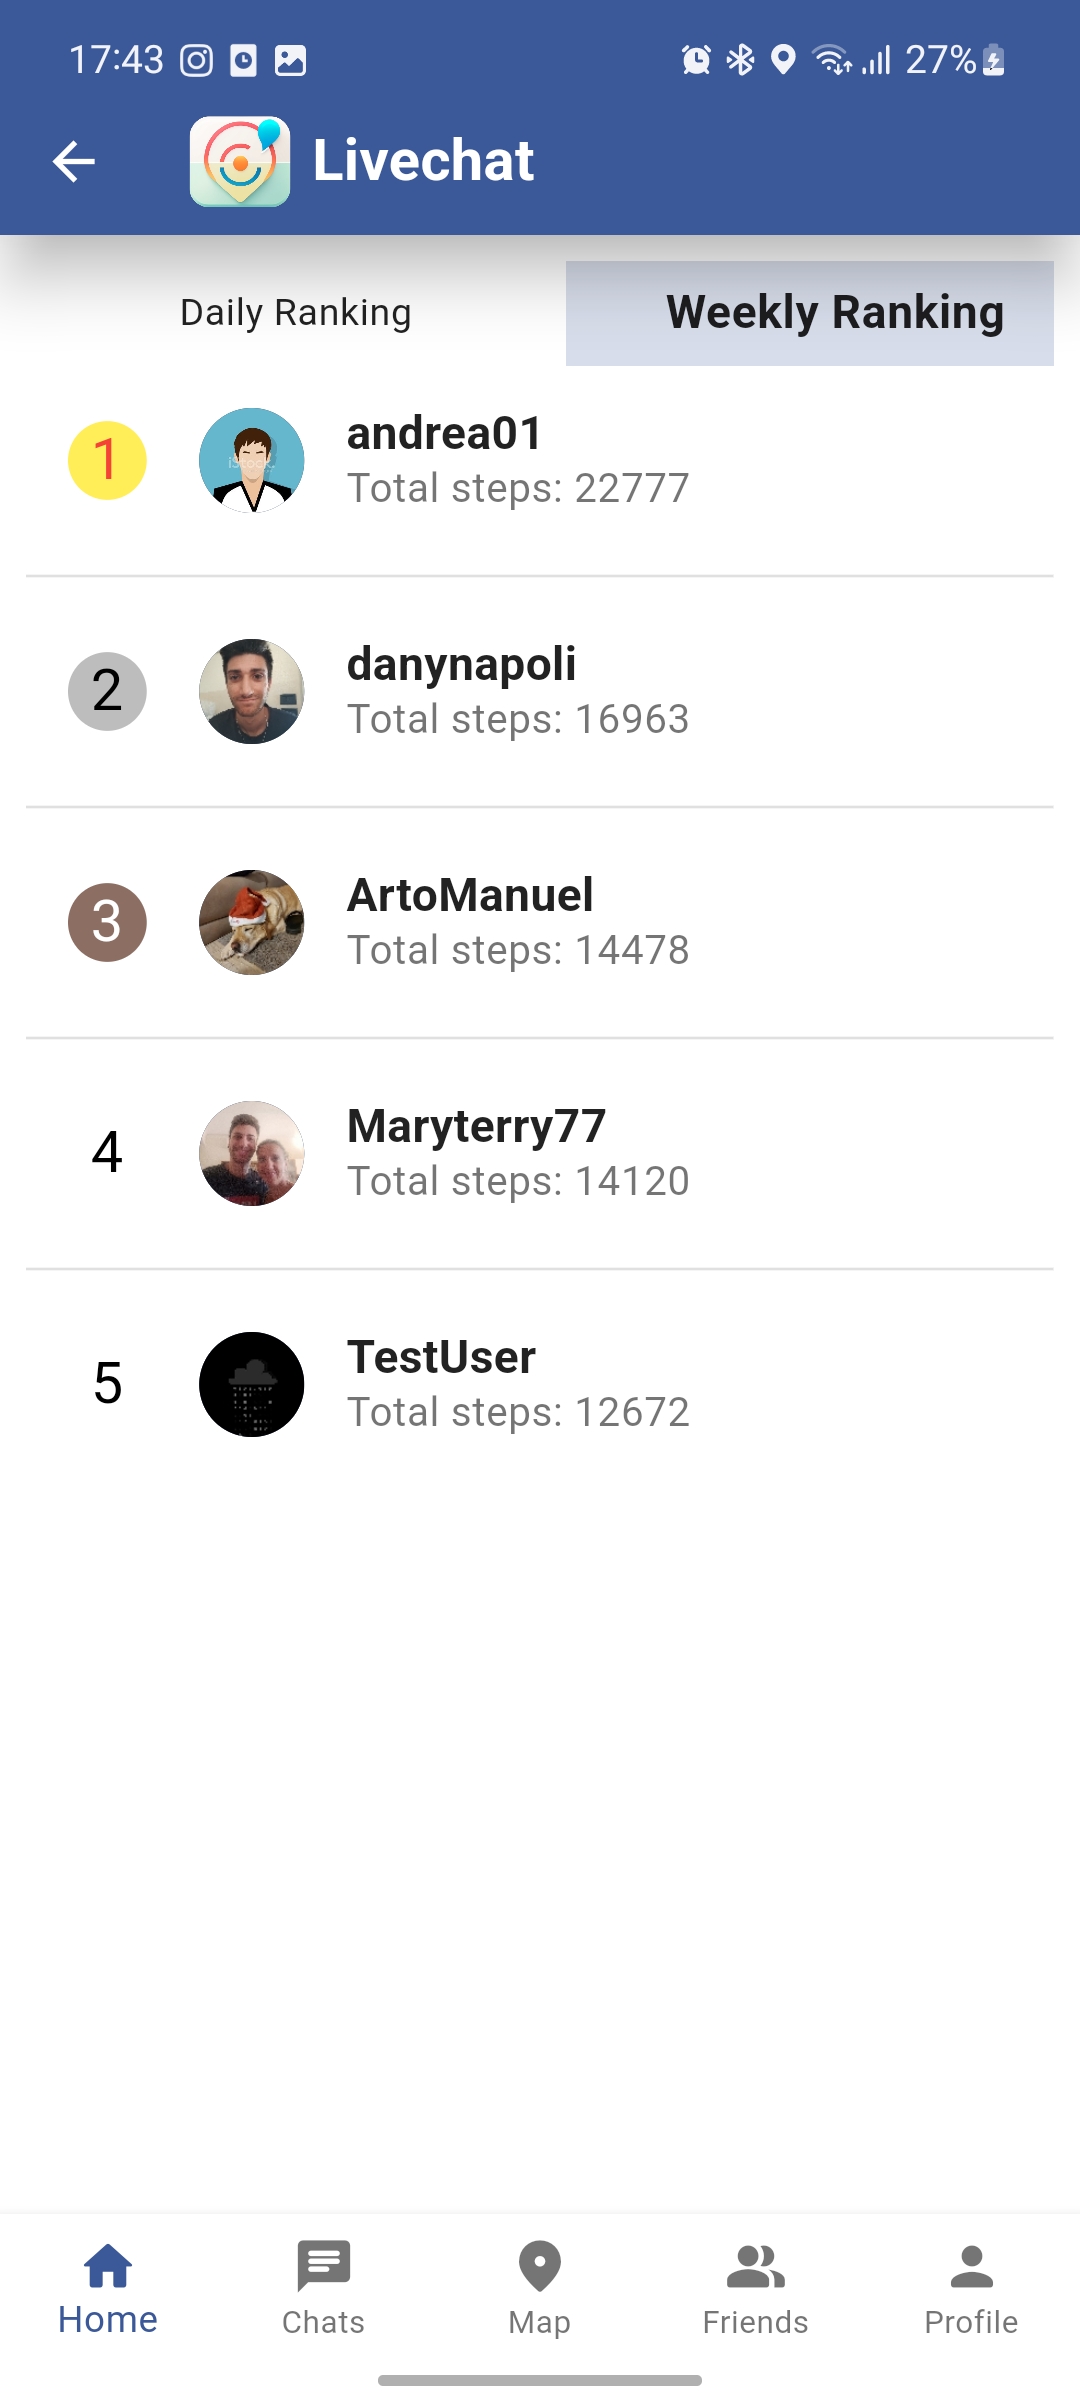 17:43 27%
Livechat
Daily Ranking Weekly Ranking
1
andrea01
Total steps: 22777
iStock
2
danynapoli
Total steps: 16963
3
ArtoManuel
Total steps: 14478
4
Maryterry77
Total steps: 14120
5
TestUser
Total steps: 12672
Home Chats Map Friends Profile